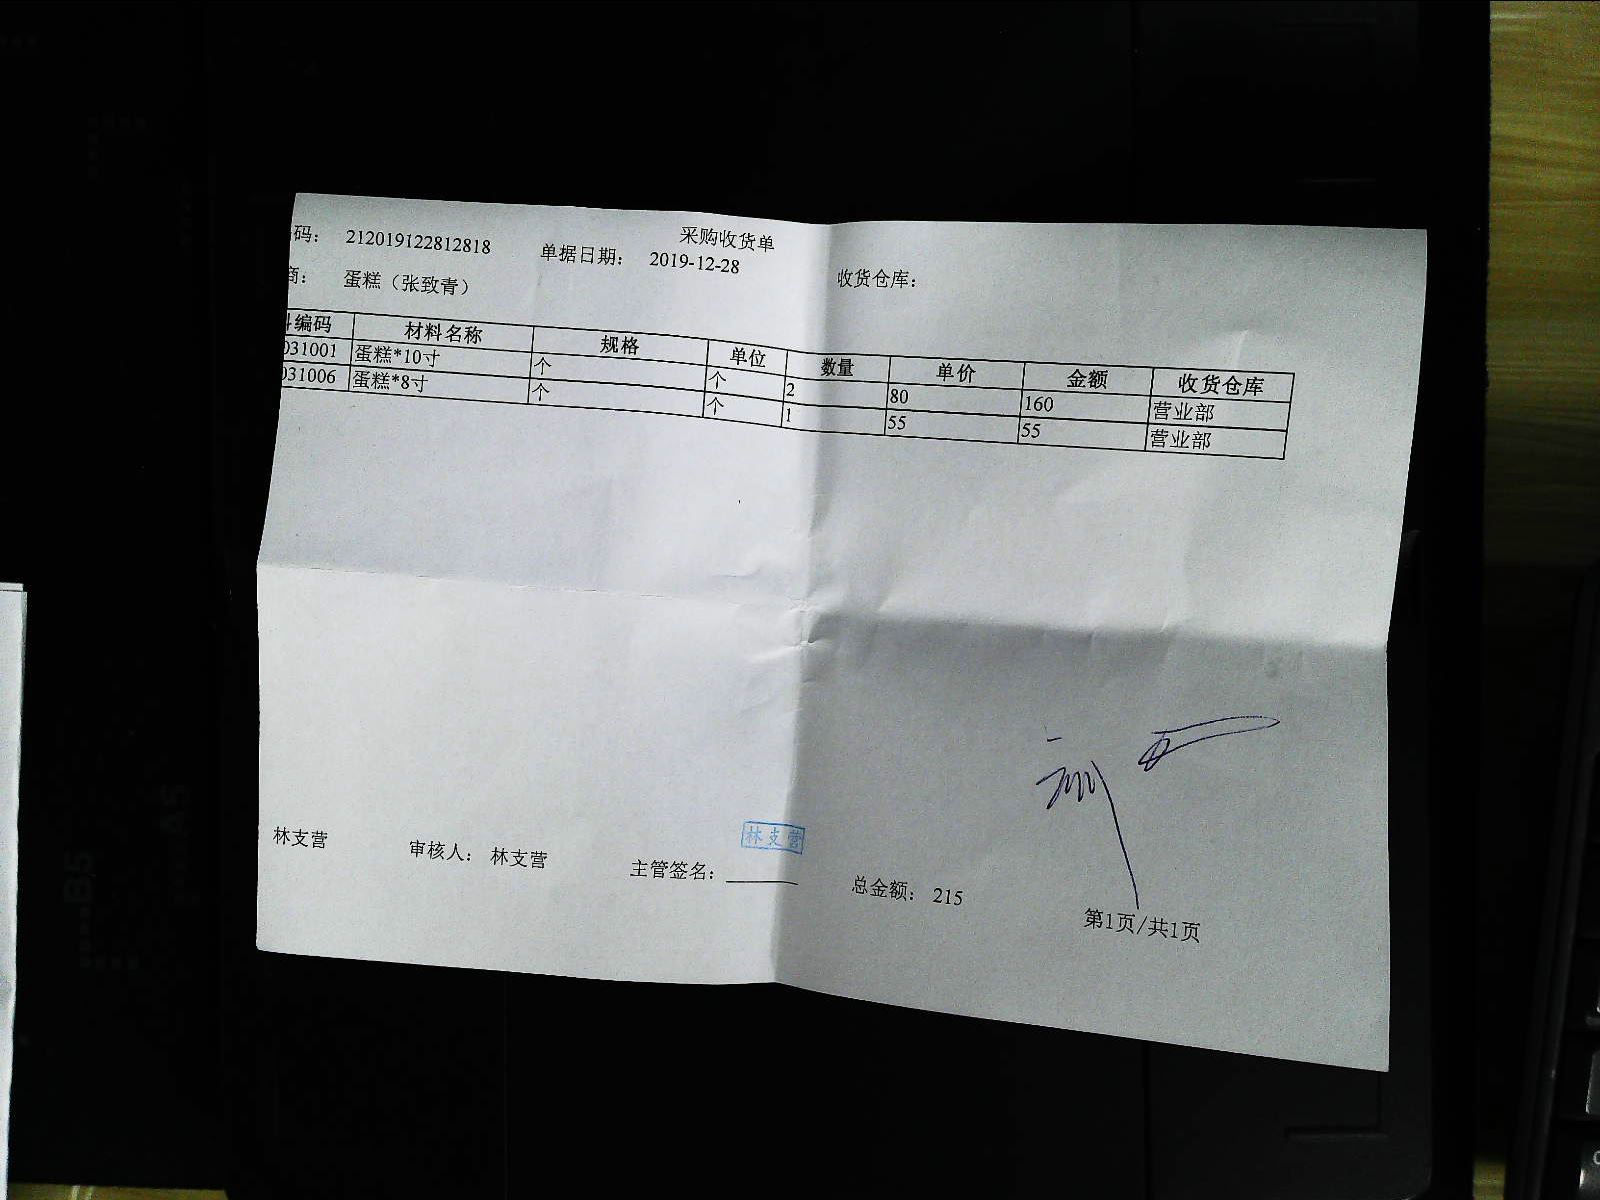 采购收货单
码： 212019122812818 单据日期： 2019-12-28
商： 蛋糕（张致青） 收货仓库：
编码 材料名称 规格 单位 数量 单价 金额 收货仓库
031001 蛋糕*10寸 个 个 2 80 160 营业部
031006 蛋糕*8寸 个 个 1 55 55 营业部
林支营
林支营 审核人： 林支营 主管签名： 总金额： 215
第1页/共1页
B5
A5